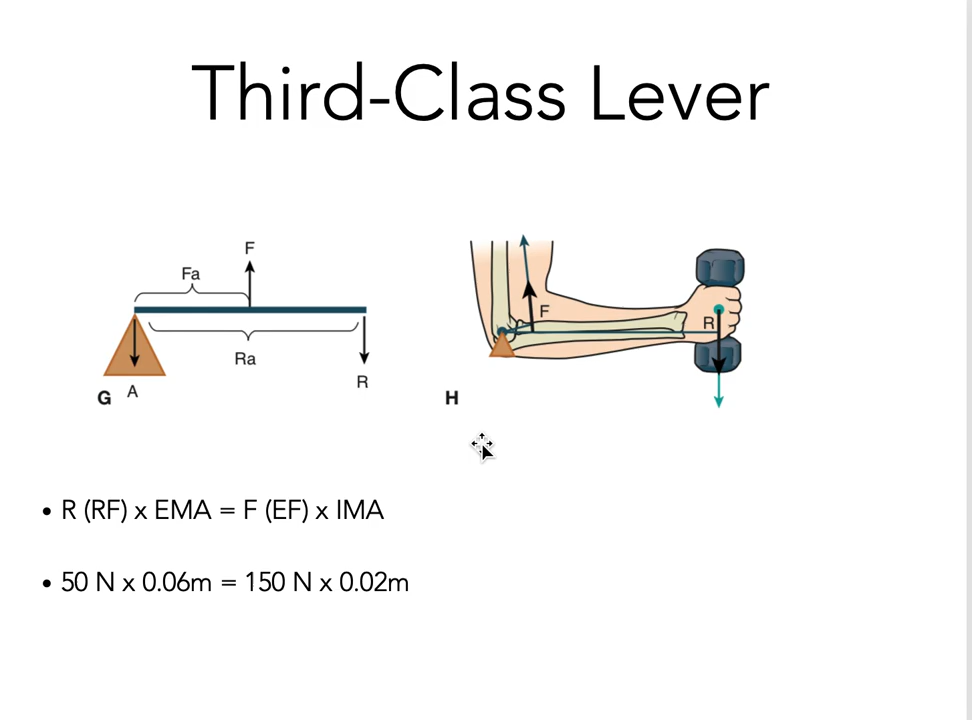 Third-Class Lever
F
Fa
Ra
R
A
G
F
R
H
• R (RF) x EMA = F (EF) x IMA
• 50 N x 0.06m = 150 N x 0.02m